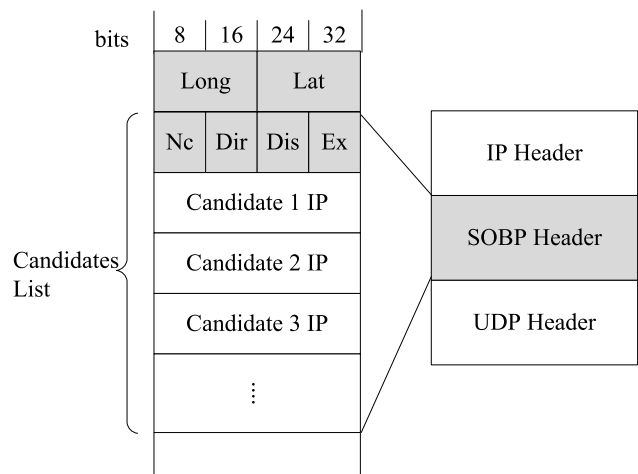 bits 8 16 24 32
Long Lat
Nc Dir Dis Ex
Candidate 1 IP
Candidate 2 IP
Candidate 3 IP
Candidates
List
IP Header
SOBP Header
UDP Header